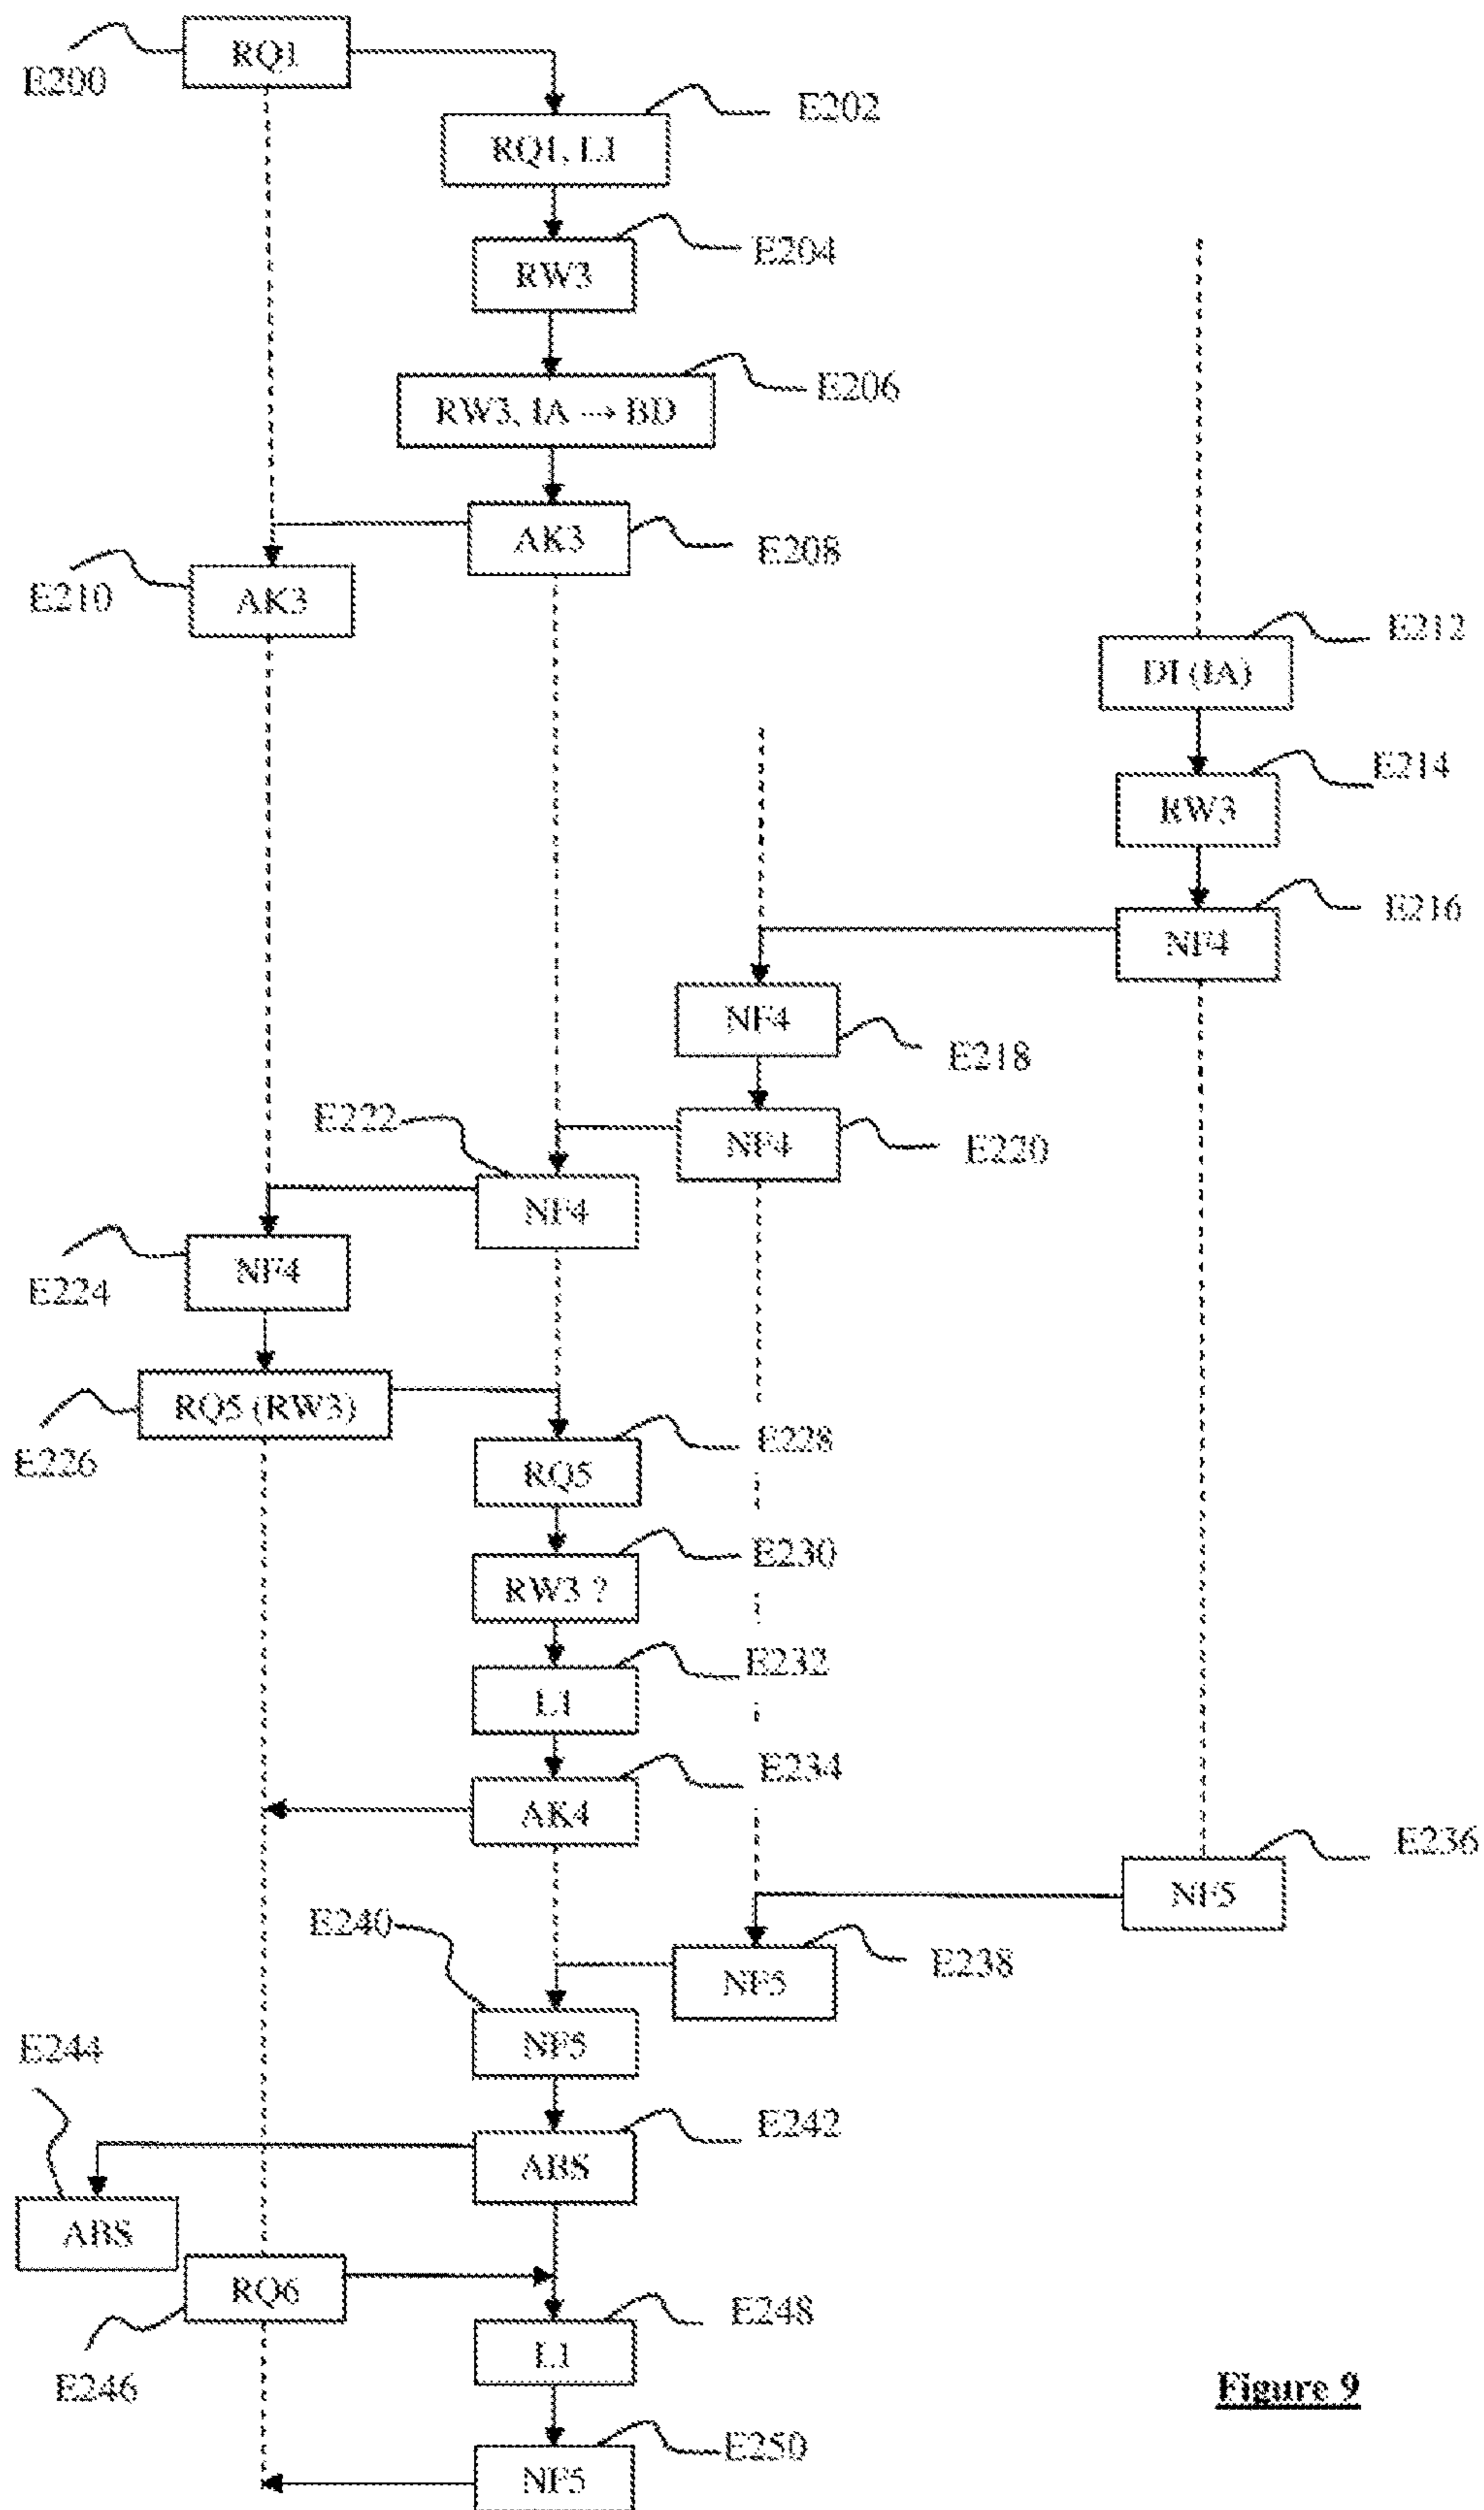 RQ1
E200
E202
RQ1, L1
E204
RW3
E206
RW3, IA → BD
AK3
E208
E210
AK3
E212
DI (IA)
E214
RW3
E216
NF4
NF4
E218
E222
NF4
E220
NF4
E224
NF4
RQ5 (RW3)
E226
E228
RQ5
E230
RW3 ?
E232
L1
E234
AK4
E236
NF5
E240
E238
NF5
NF5
E244
E242
ABS
ABS
RQ6
E246
E248
L1
Figure 9
E250
NF5